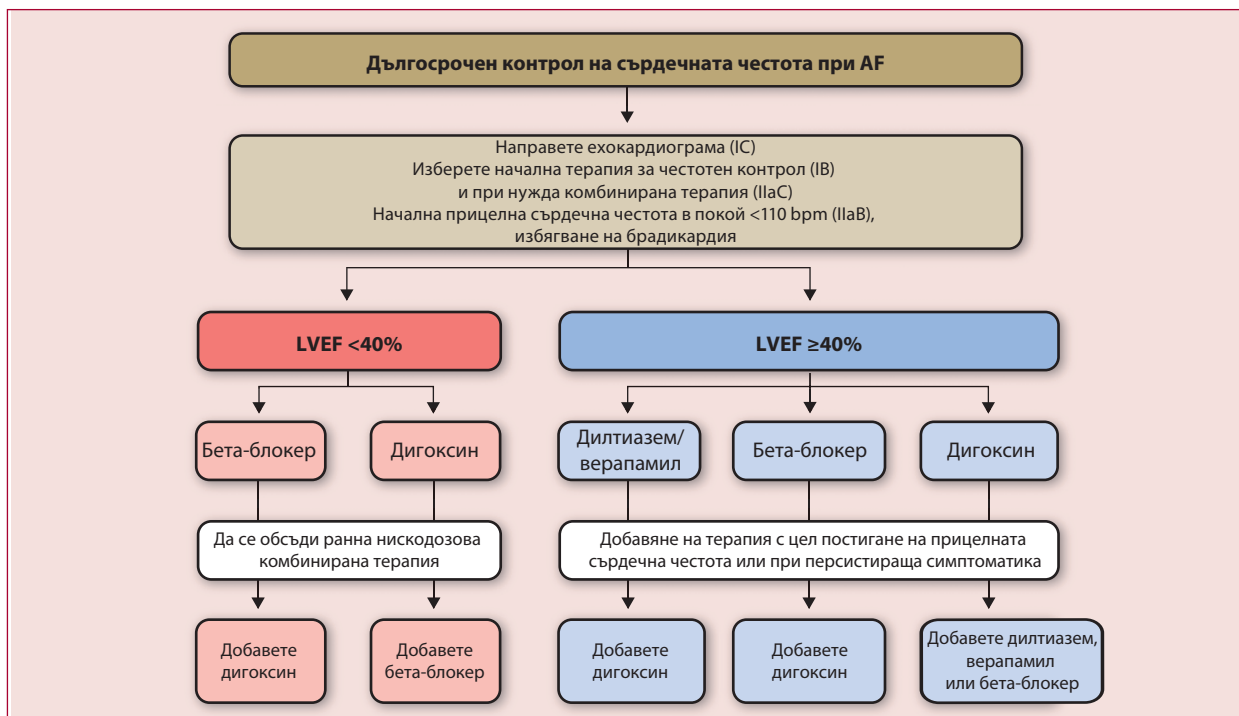 Дългосрочен контрол на сърдечната честота при AF
Направете ехокардиограма (IC)
Изберете начална терапия за честотен контрол (IB)
и при нужда комбинирана терапия (IIaC)
Начална прицелна сърдечна честота в покой <110 bpm (IIaB),
избягване на брадикардия
LVEF <40%
LVEF ≥40%
Бета-блокер
Дигоксин
Дилтиазем/
верапамил
Бета-блокер
Дигоксин
Да се обсъди ранна нискодозова
комбинирана терапия
Добавяне на терапия с цел постигане на прицелната
сърдечна честота или при персистираща симптоматика
Добавете
дигоксин
Добавете
бета-блокер
Добавете
дигоксин
Добавете
дигоксин
Добавете дилтиазем,
верапамил
или бета-блокер